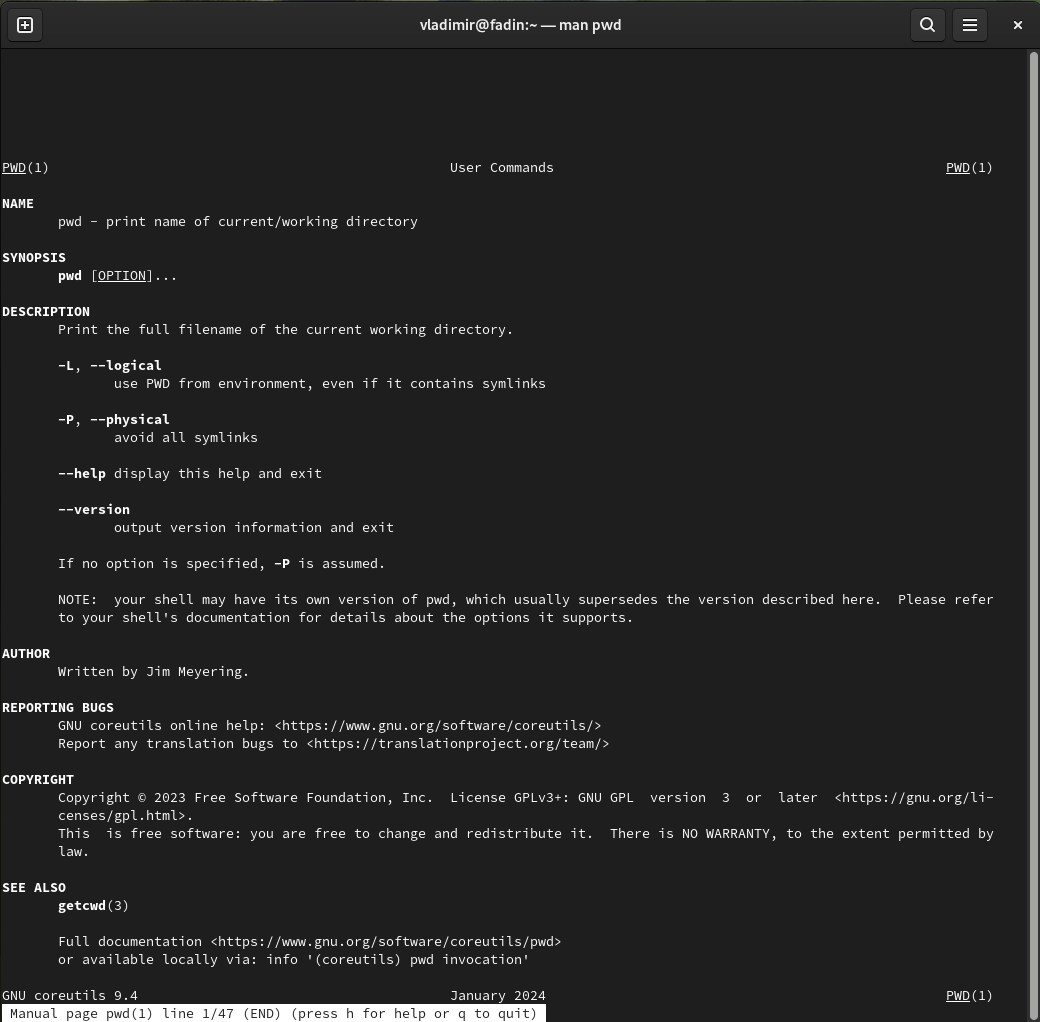 vladimir@fadin:~ — man pwd
PWD(1) User Commands PWD(1)
NAME
pwd - print name of current/working directory
SYNOPSIS
pwd [OPTION]...
DESCRIPTION
Print the full filename of the current working directory.
-L, --logical
use PWD from environment, even if it contains symlinks
-P, --physical
avoid all symlinks
--help display this help and exit
--version
output version information and exit
If no option is specified, -P is assumed.
NOTE:  your shell may have its own version of pwd, which usually supersedes the version described here.  Please refer
to your shell's documentation for details about the options it supports.
AUTHOR
Written by Jim Meyering.
REPORTING BUGS
GNU coreutils online help: <https://www.gnu.org/software/coreutils/>
Report any translation bugs to <https://translationproject.org/team/>
COPYRIGHT
Copyright © 2023 Free Software Foundation, Inc.  License GPLv3+: GNU GPL  version  3  or  later  <https://gnu.org/li-
censes/gpl.html>.
This  is free software: you are free to change and redistribute it.  There is NO WARRANTY, to the extent permitted by
law.
SEE ALSO
getcwd(3)
Full documentation <https://www.gnu.org/software/coreutils/pwd>
or available locally via: info '(coreutils) pwd invocation'
GNU coreutils 9.4 January 2024 PWD(1)
Manual page pwd(1) line 1/47 (END) (press h for help or q to quit)